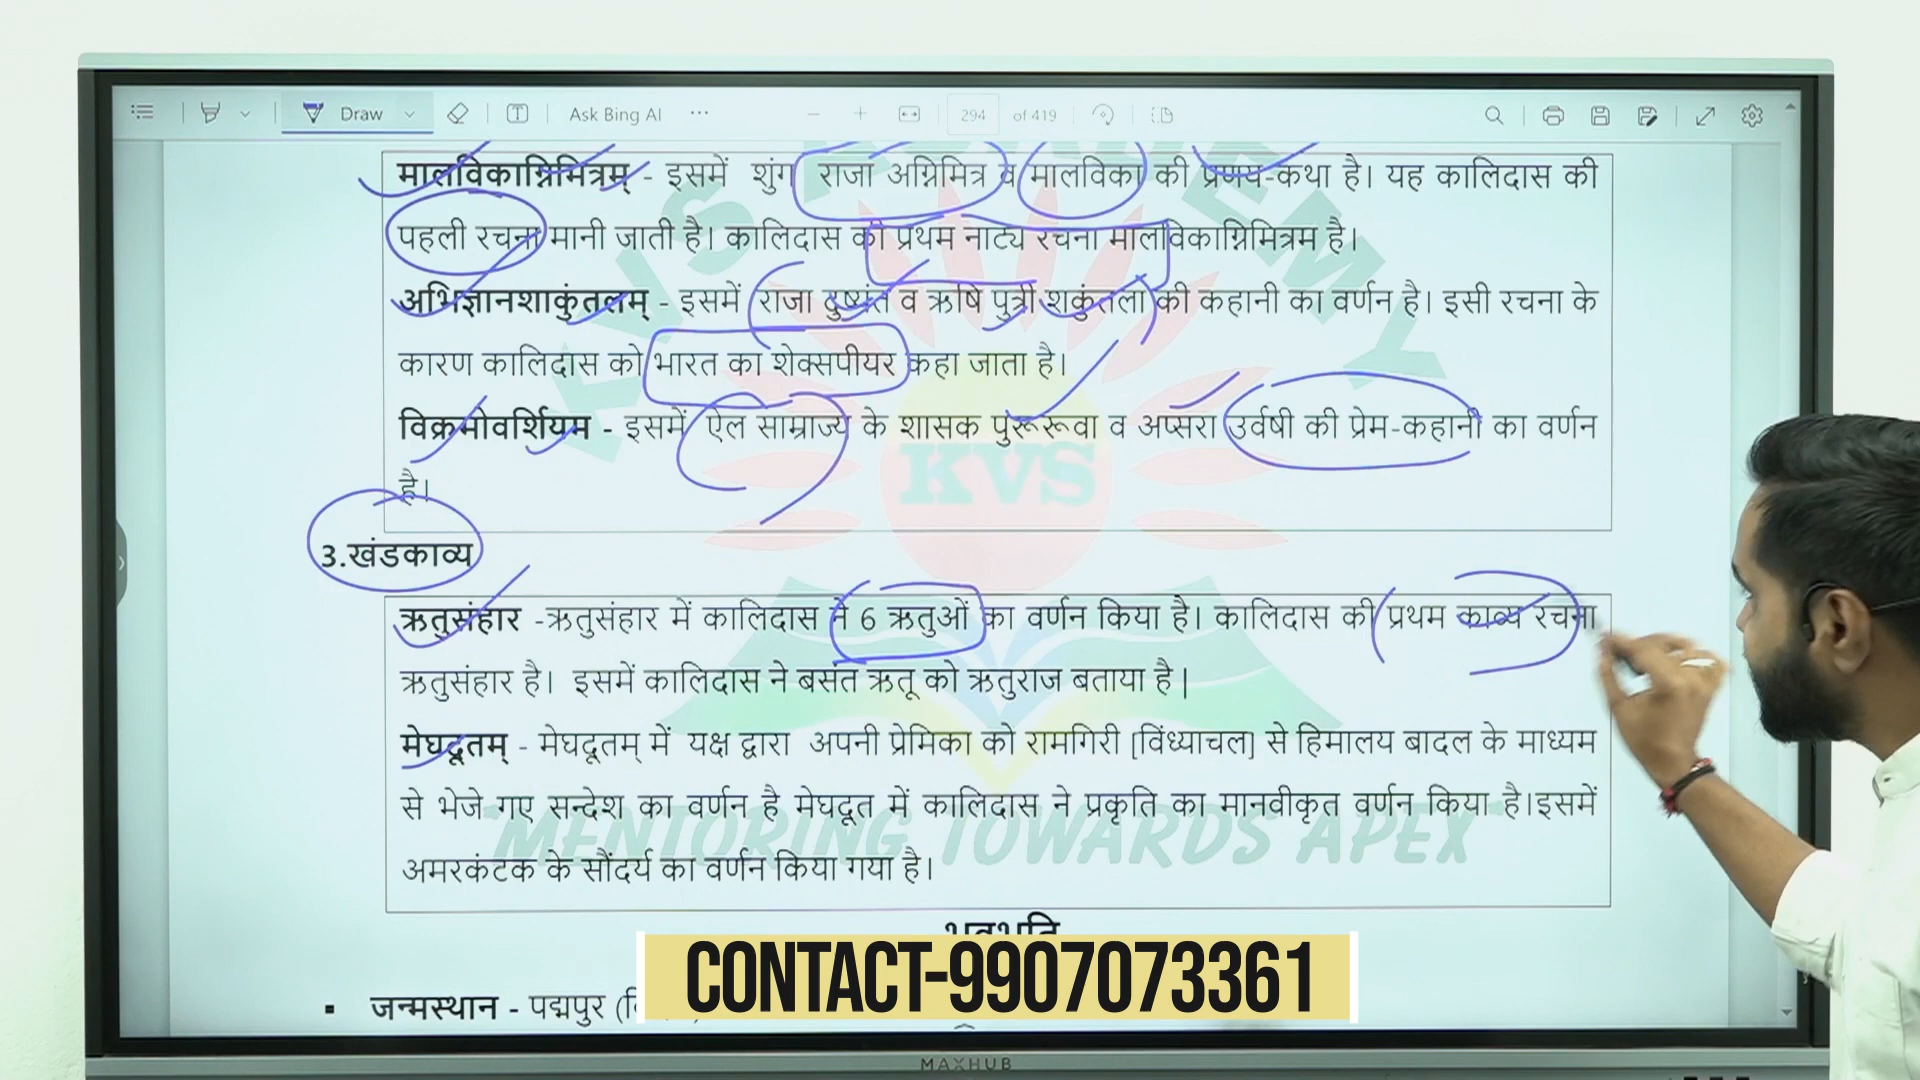 Draw Ask Bing AI ... 294 of 419
मालविकाग्निमित्रम् - इसमें शुंग राजा अग्निमित्र व मालविका की प्रणय-कथा है। यह कालिदास की
पहली रचना मानी जाती है। कालिदास की प्रथम नाट्य रचना मालविकाग्निमित्रम है।
अभिज्ञानशाकुंतलम् - इसमें राजा दुष्यंत व ऋषि पुत्री शकुंतला की कहानी का वर्णन है। इसी रचना के
कारण कालिदास को भारत का शेक्सपीयर कहा जाता है।
विक्रमोवर्शियम - इसमें ऐल साम्राज्य के शासक पुरूरूवा व अप्सरा उर्वषी की प्रेम-कहानी का वर्णन
है।
3.खंडकाव्य
ऋतुसंहार -ऋतुसंहार में कालिदास ने 6 ऋतुओं का वर्णन किया है। कालिदास की प्रथम काव्य रचना
ऋतुसंहार है। इसमें कालिदास ने बसंत ऋतू को ऋतुराज बताया है |
मेघदूतम् - मेघदूतम् में यक्ष द्वारा अपनी प्रेमिका को रामगिरी [विंध्याचल] से हिमालय बादल के माध्यम
से भेजे गए सन्देश का वर्णन है मेघदूत में कालिदास ने प्रकृति का मानवीकृत वर्णन किया है।इसमें
अमरकंटक के सौंदर्य का वर्णन किया गया है।
KVS
MENTORING TOWARDS APEX
CONTACT-9907073361
▪ जन्मस्थान - पद्मपुर
MAXHUB